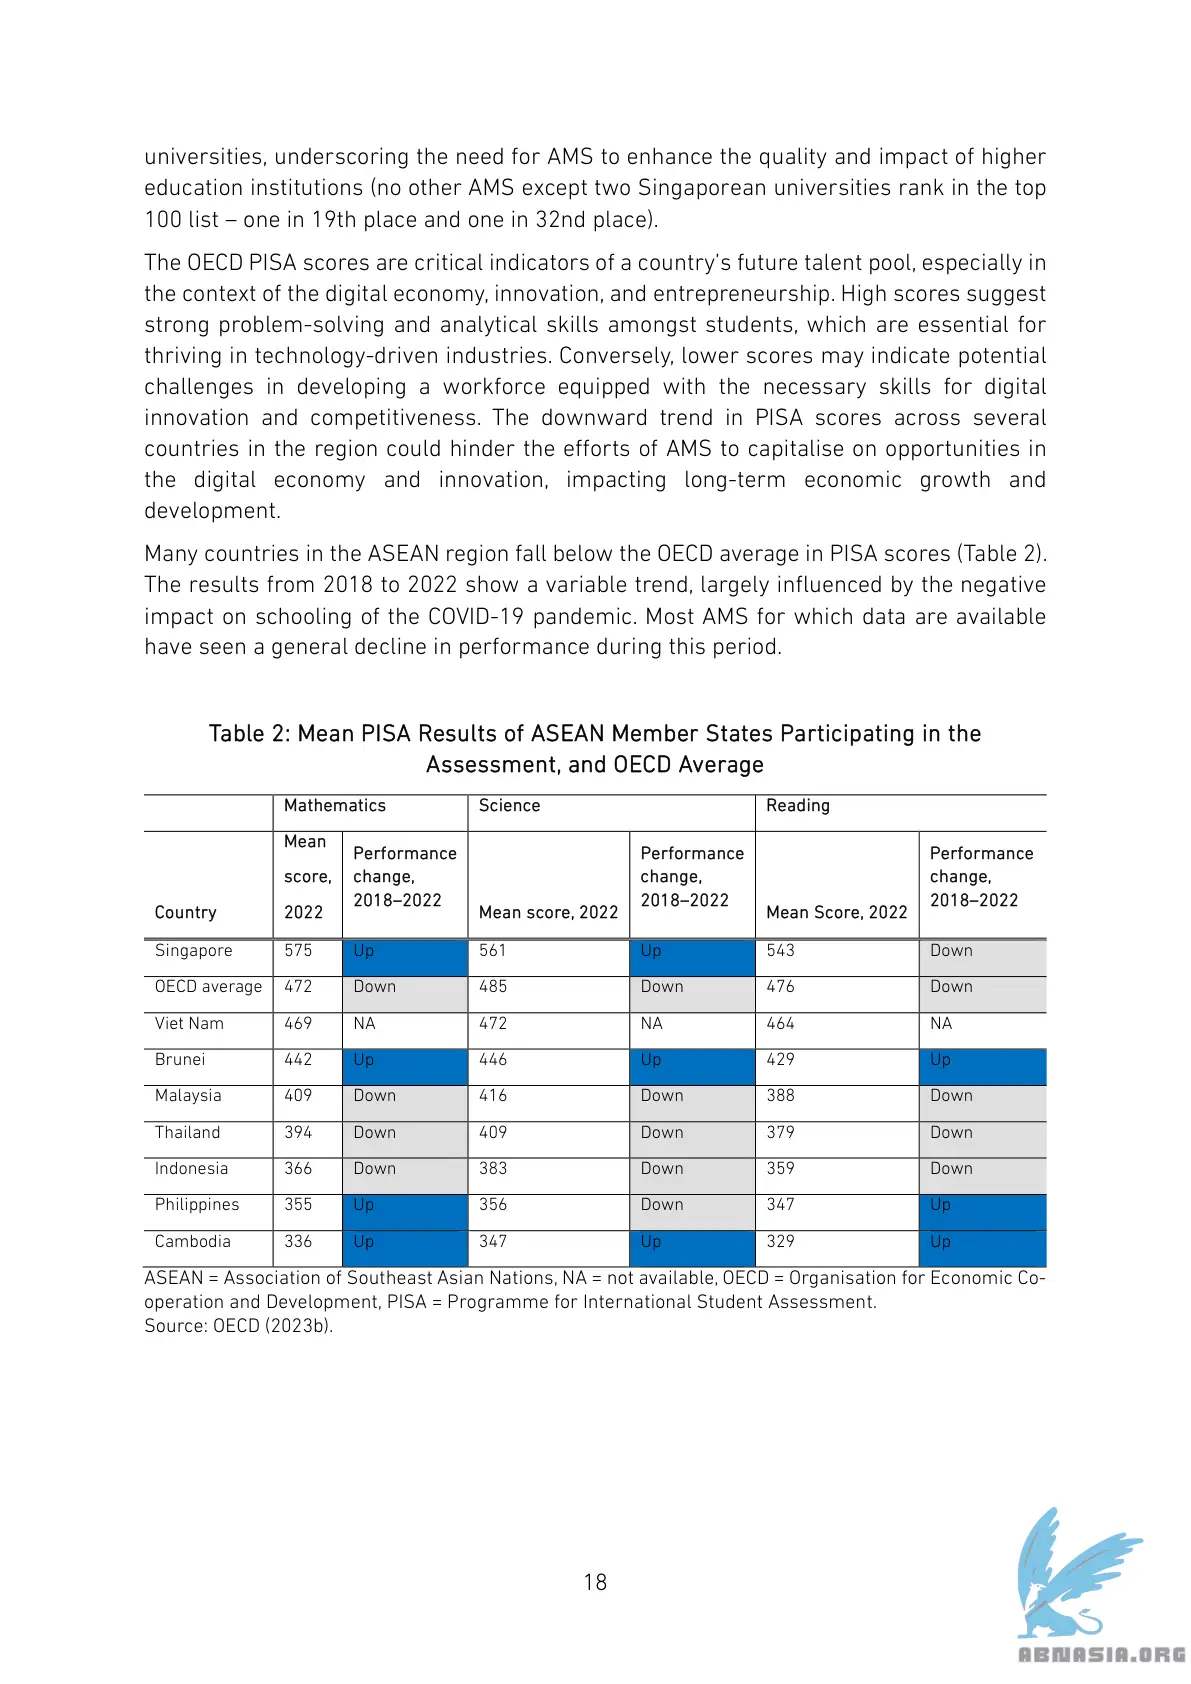 universities, underscoring the need for AMS to enhance the quality and impact of higher
education institutions (no other AMS except two Singaporean universities rank in the top
100 list – one in 19th place and one in 32nd place).
The OECD PISA scores are critical indicators of a country’s future talent pool, especially in
the context of the digital economy, innovation, and entrepreneurship. High scores suggest
strong problem-solving and analytical skills amongst students, which are essential for
thriving in technology-driven industries. Conversely, lower scores may indicate potential
challenges in developing a workforce equipped with the necessary skills for digital
innovation and competitiveness. The downward trend in PISA scores across several
countries in the region could hinder the efforts of AMS to capitalise on opportunities in
the digital economy and innovation, impacting long-term economic growth and
development.
Many countries in the ASEAN region fall below the OECD average in PISA scores (Table 2).
The results from 2018 to 2022 show a variable trend, largely influenced by the negative
impact on schooling of the COVID-19 pandemic. Most AMS for which data are available
have seen a general decline in performance during this period.
Table 2: Mean PISA Results of ASEAN Member States Participating in the
Assessment, and OECD Average
Mathematics Science Reading
Country Mean score, 2022 Performance change, 2018–2022 Mean score, 2022 Performance change, 2018–2022 Mean Score, 2022 Performance change, 2018–2022
Singapore 575 Up 561 Up 543 Down
OECD average 472 Down 485 Down 476 Down
Viet Nam 469 NA 472 NA 464 NA
Brunei 442 Up 446 Up 429 Up
Malaysia 409 Down 416 Down 388 Down
Thailand 394 Down 409 Down 379 Down
Indonesia 366 Down 383 Down 359 Down
Philippines 355 Up 356 Down 347 Up
Cambodia 336 Up 347 Up 329 Up
ASEAN = Association of Southeast Asian Nations, NA = not available, OECD = Organisation for Economic Co-
operation and Development, PISA = Programme for International Student Assessment.
Source: OECD (2023b).
18
ABNASIA.ORG